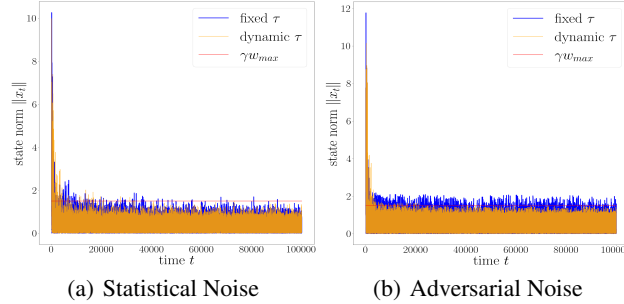 fixed τ
dynamic τ
γw_max
state norm ‖x_t‖
10
8
6
4
2
0
0 20000 40000 60000 80000 100000
time t
(a) Statistical Noise
fixed τ
dynamic τ
γw_max
state norm ‖x_t‖
12
10
8
6
4
2
0
0 20000 40000 60000 80000 100000
time t
(b) Adversarial Noise